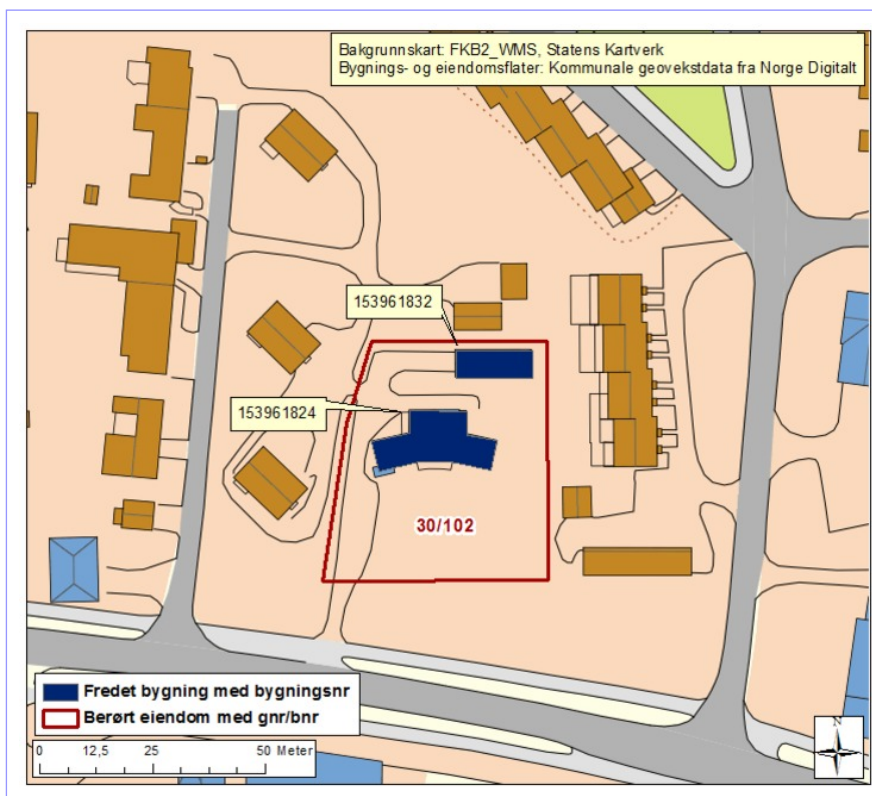 Bakgrunnskart: FKB2_WMS, Statens Kartverk
Bygnings- og eiendomsflater: Kommunale geovekstdata fra Norge Digitalt
153961832
153961824
30/102
Fredet bygning med bygningsnr
Berørt eiendom med gnr/bnr
0 12,5 25 50 Meter
N